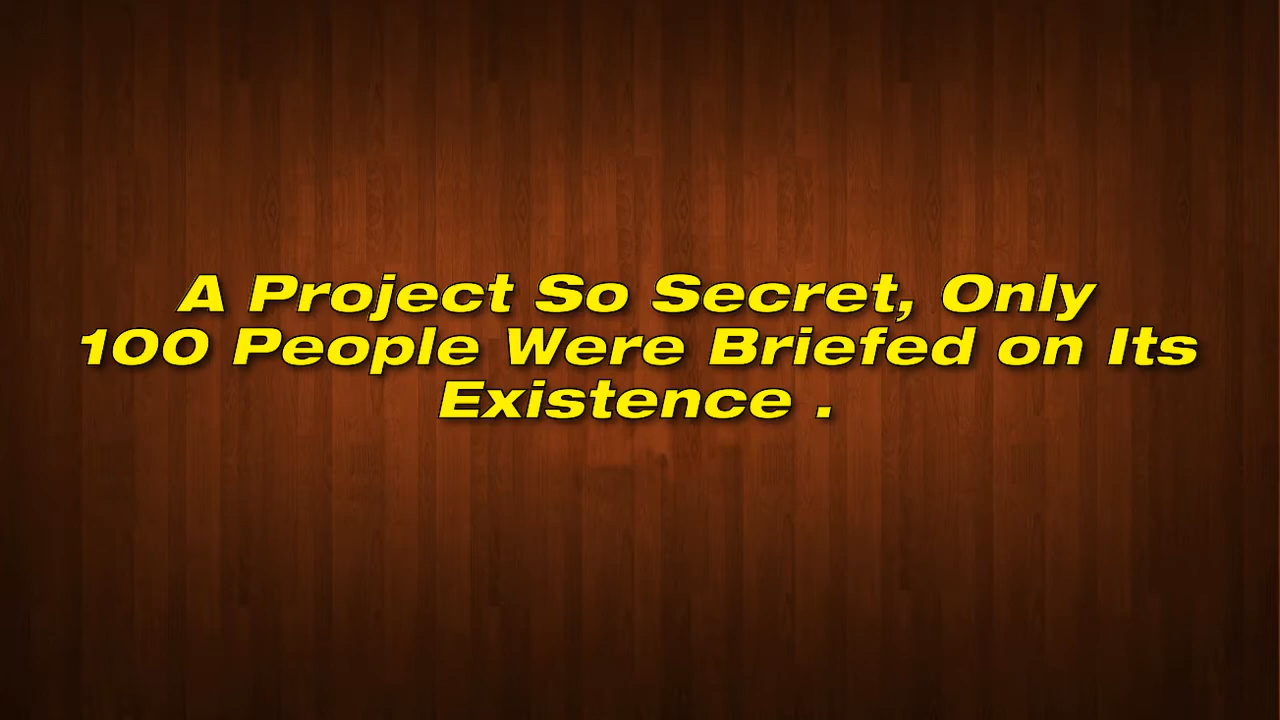 A Project So Secret, Only
100 People Were Briefed on Its
Existence .